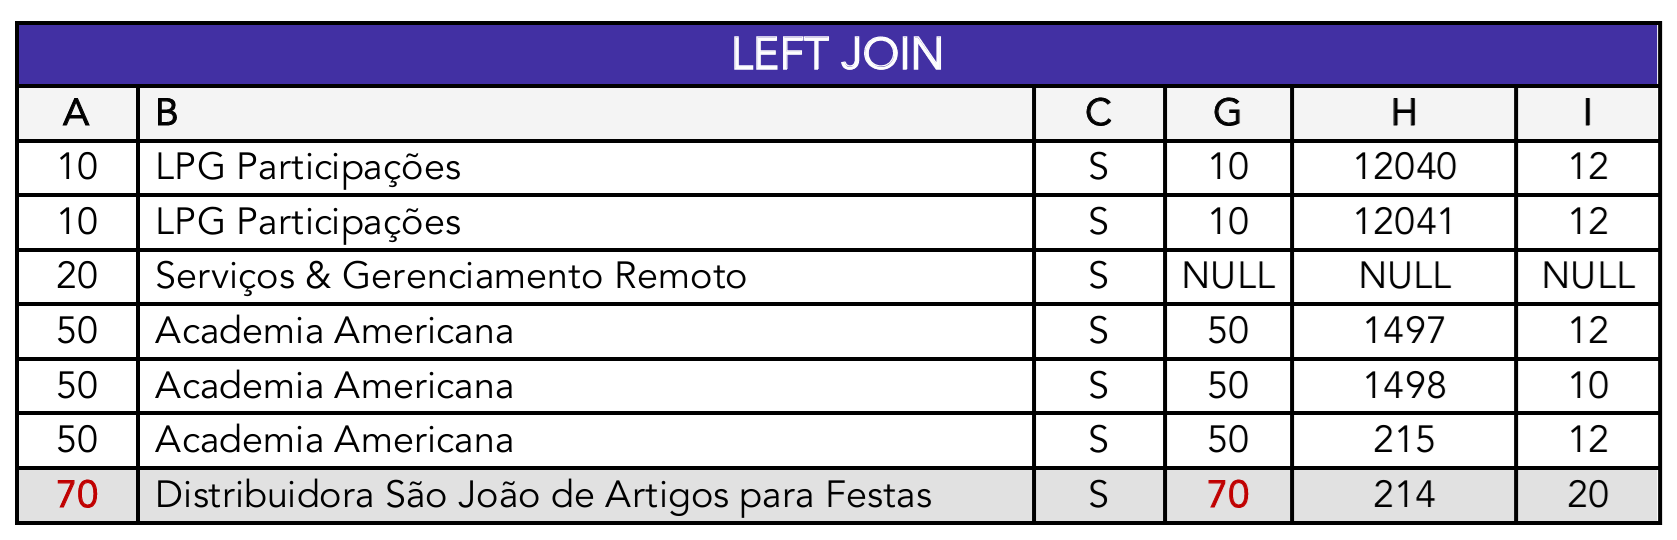 LEFT JOIN
A B C G H I
10 LPG Participações S 10 12040 12
10 LPG Participações S 10 12041 12
20 Serviços & Gerenciamento Remoto S NULL NULL NULL
50 Academia Americana S 50 1497 12
50 Academia Americana S 50 1498 10
50 Academia Americana S 50 215 12
70 Distribuidora São João de Artigos para Festas S 70 214 20